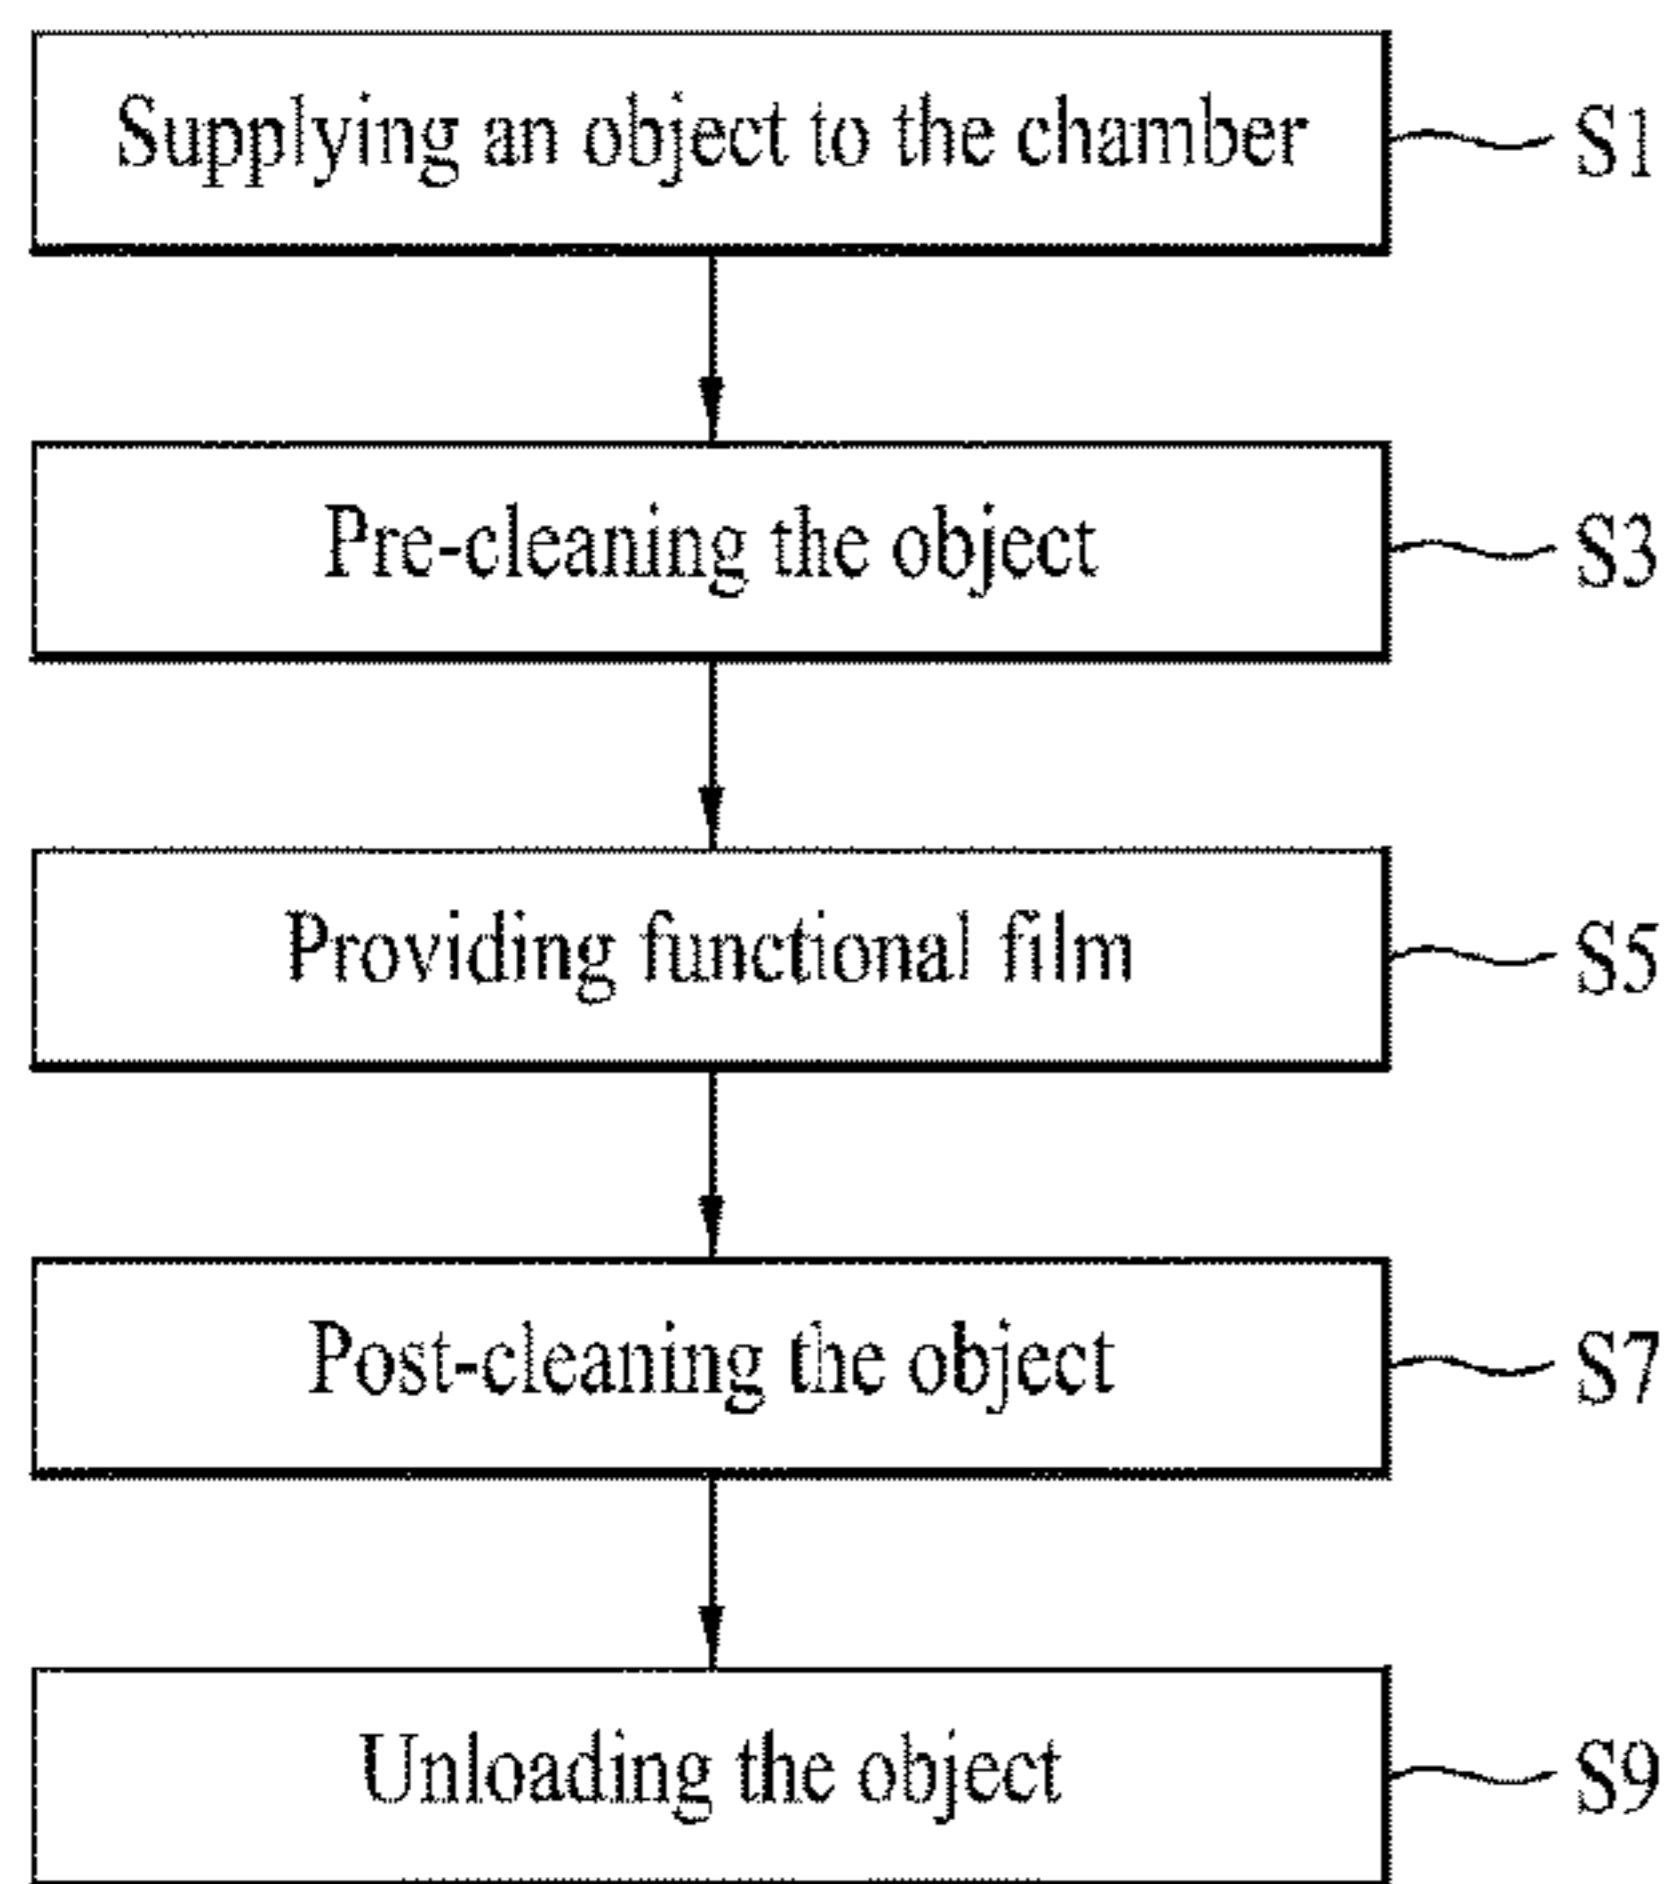 Supplying an object to the chamber S1
Pre-cleaning the object S3
Providing functional film S5
Post-cleaning the object S7
Unloading the object S9